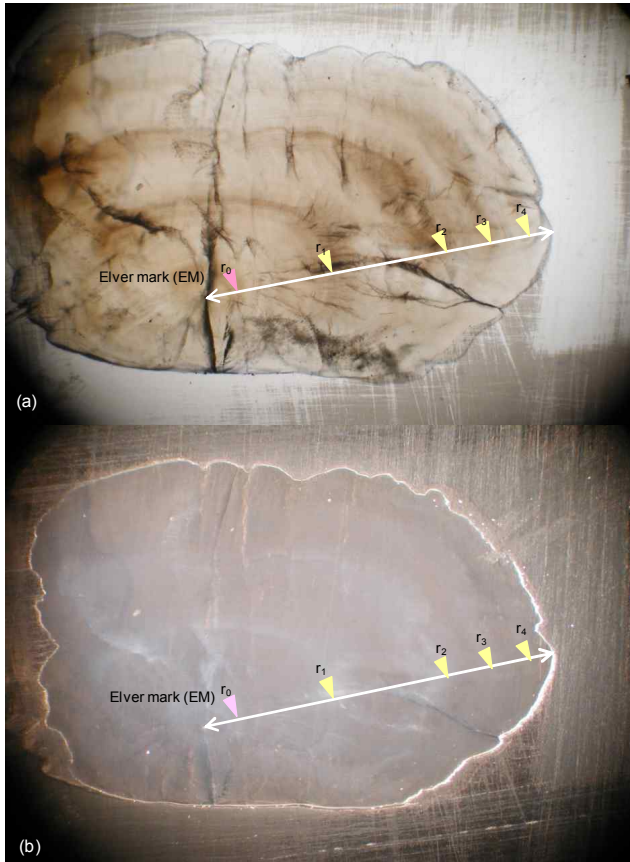 r₄
r₃
r₂
r₁
r₀
Elver mark (EM)
(a)
r₄
r₃
r₂
r₁
r₀
Elver mark (EM)
(b)